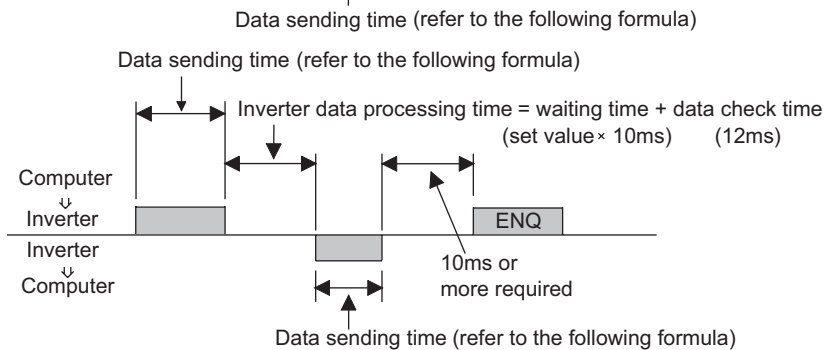 Data sending time (refer to the following formula)
Data sending time (refer to the following formula)
Inverter data processing time = waiting time + data check time
(set value × 10ms) (12ms)
Computer
⇓
Inverter
ENQ
Inverter
⇓
Computer
10ms or
more required
Data sending time (refer to the following formula)